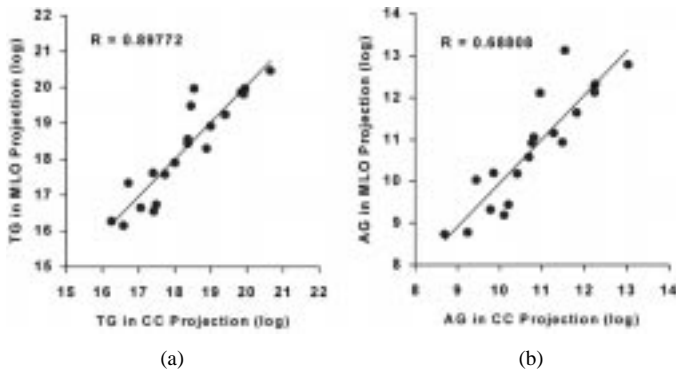 R = 0.89772
22
21
20
19
18
17
16
15
TG in MLO Projection (log)
15 16 17 18 19 20 21 22
TG in CC Projection (log)
(a)
R = 0.68808
14
13
12
11
10
9
8
AG in MLO Projection (log)
8 9 10 11 12 13 14
AG in CC Projection (log)
(b)